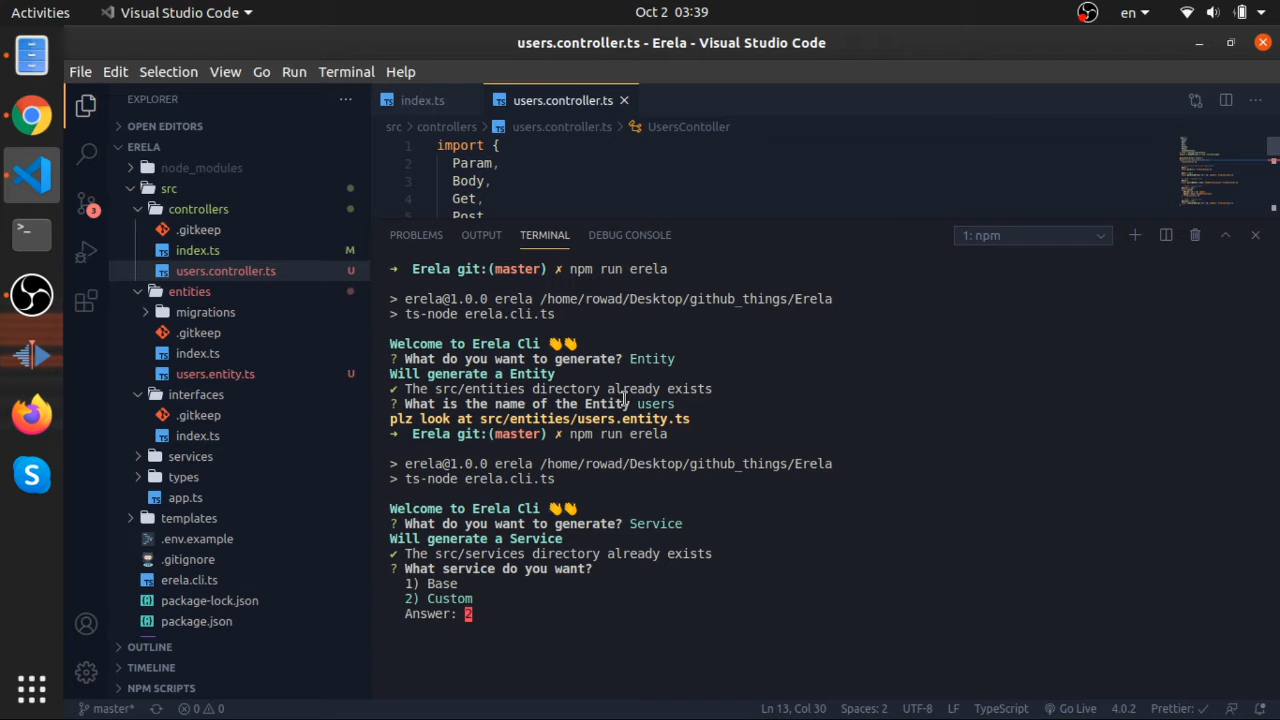 Activities
Visual Studio Code
Oct 2 03:39
en
users.controller.ts - Erela - Visual Studio Code
File Edit Selection View Go Run Terminal Help
EXPLORER
index.ts
users.controller.ts
OPEN EDITORS
src controllers users.controller.ts UsersContoller
ERELA
node_modules
src
controllers
.gitkeep
index.ts M
users.controller.ts U
entities
migrations
.gitkeep
index.ts
users.entity.ts U
interfaces
.gitkeep
index.ts
services
types
app.ts
templates
.env.example
.gitignore
erela.cli.ts
package-lock.json
package.json
OUTLINE
TIMELINE
NPM SCRIPTS
3
1 import {
2 Param,
3 Body,
4 Get,
5 Post
PROBLEMS OUTPUT TERMINAL DEBUG CONSOLE
1: npm
➜ Erela git:(master) ✗ npm run erela
> erela@1.0.0 erela /home/rowad/Desktop/github_things/Erela
> ts-node erela.cli.ts
Welcome to Erela Cli 👋👋
? What do you want to generate? Entity
Will generate a Entity
✔ The src/entities directory already exists
? What is the name of the Entity users
plz look at src/entities/users.entity.ts
➜ Erela git:(master) ✗ npm run erela
> erela@1.0.0 erela /home/rowad/Desktop/github_things/Erela
> ts-node erela.cli.ts
Welcome to Erela Cli 👋👋
? What do you want to generate? Service
Will generate a Service
✔ The src/services directory already exists
? What service do you want?
1) Base
2) Custom
Answer: 2
master*
0 0
Ln 13, Col 30
Spaces: 2
UTF-8
LF
TypeScript
Go Live
4.0.2
Prettier: ✓